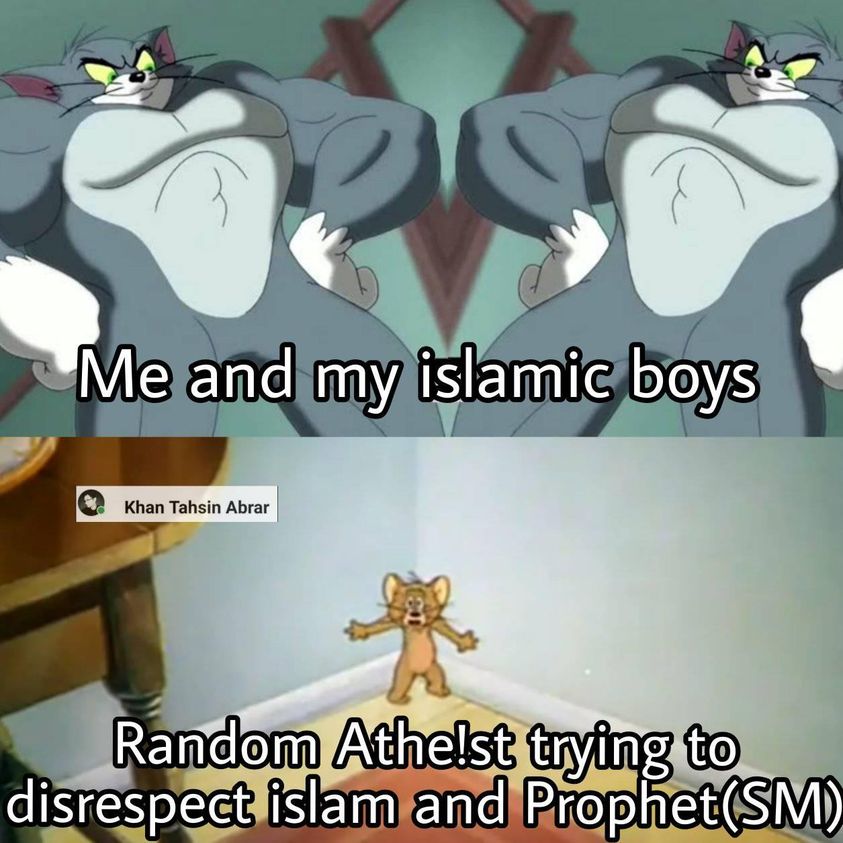 Me and my islamic boys
Khan Tahsin Abrar
Random Athe!st trying to
disrespect islam and Prophet(SM)